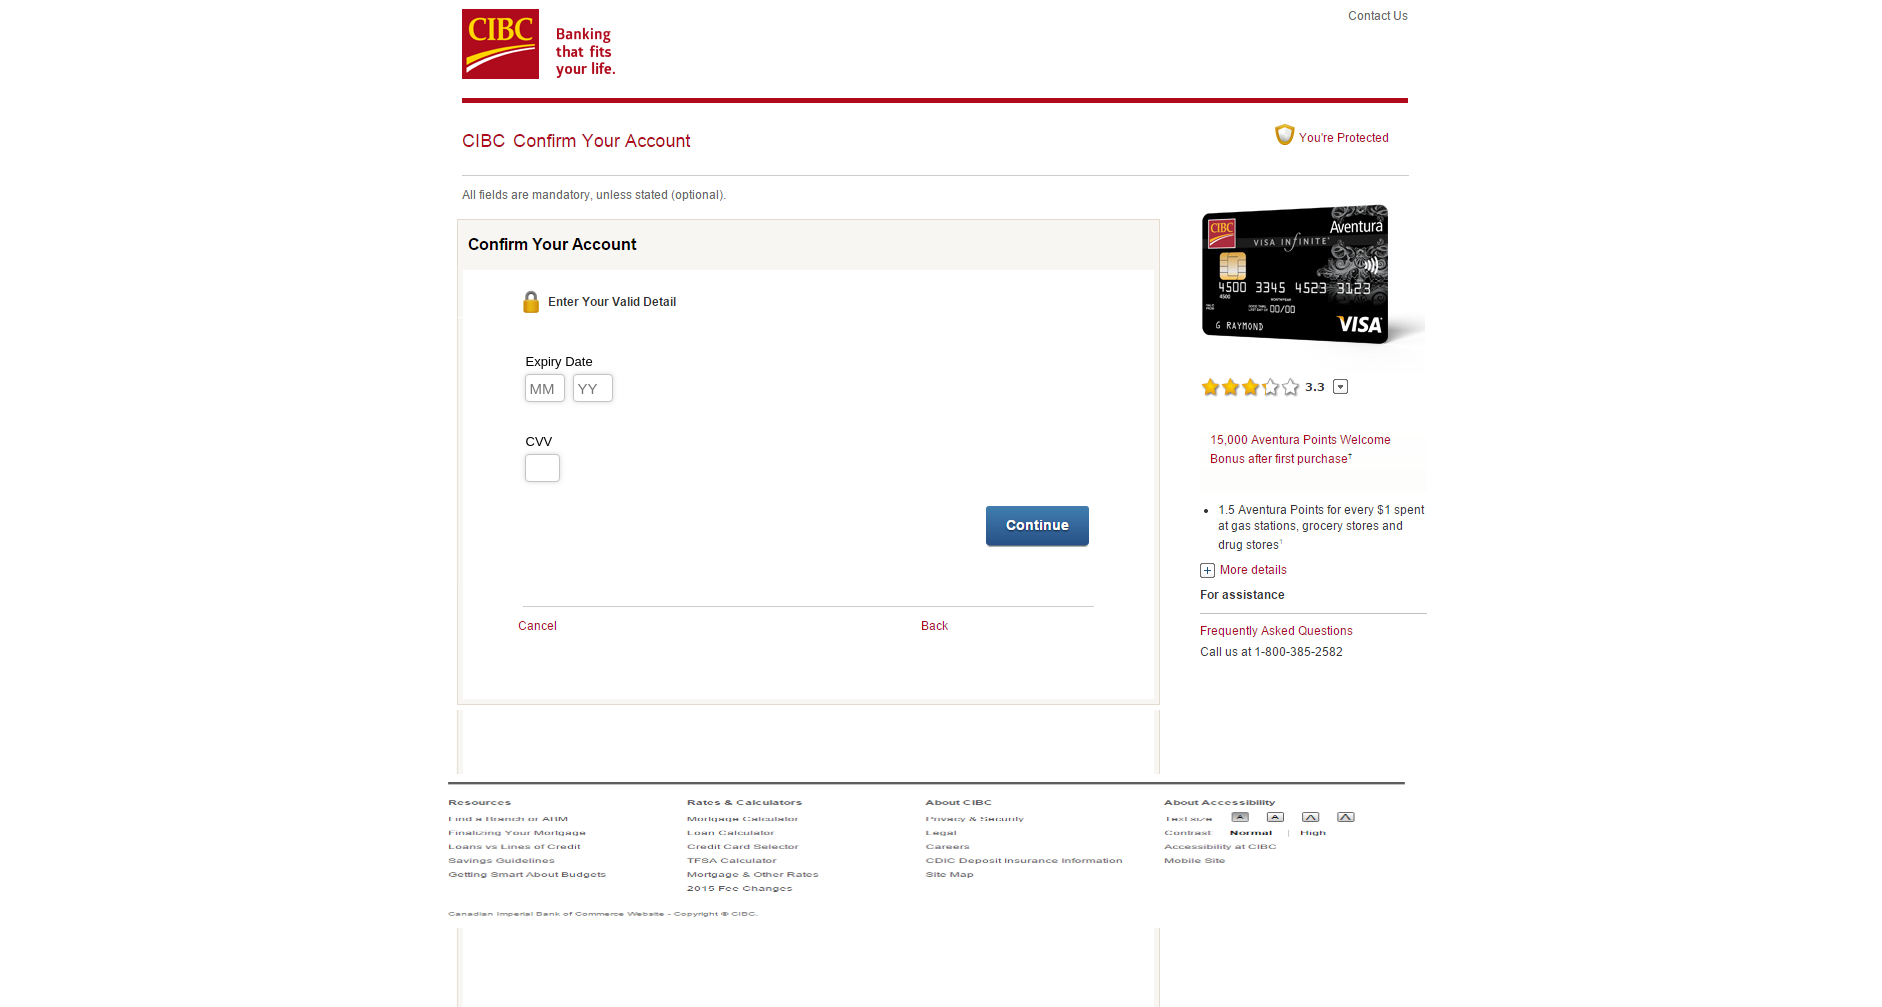 CIBC
Banking
that fits
your life.
Contact Us
CIBC Confirm Your Account
You're Protected
All fields are mandatory, unless stated (optional).
Confirm Your Account
Enter Your Valid Detail
Expiry Date
MM YY
CVV
Continue
Cancel
Back
CIBC
Aventura
VISA INFINITE
4500 3345 4523 3123
4500
00/00
G RAYMOND
VISA
3.3
15,000 Aventura Points Welcome
Bonus after first purchase†
1.5 Aventura Points for every $1 spent
at gas stations, grocery stores and
drug stores1
More details
For assistance
Frequently Asked Questions
Call us at 1-800-385-2582
Resources
Find a Branch or ABM
Finalizing Your Mortgage
Loans vs Lines of Credit
Savings Guidelines
Getting Smart About Budgets
Rates & Calculators
Mortgage Calculator
Loan Calculator
Credit Card Selector
TFSA Calculator
Mortgage & Other Rates
2015 Fee Changes
About CIBC
Privacy & Security
Legal
Careers
CDIC Deposit Insurance Information
Site Map
About Accessibility
Text size A A A A
Contrast Normal | High
Accessibility at CIBC
Mobile Site
Canadian Imperial Bank of Commerce Website - Copyright © CIBC.